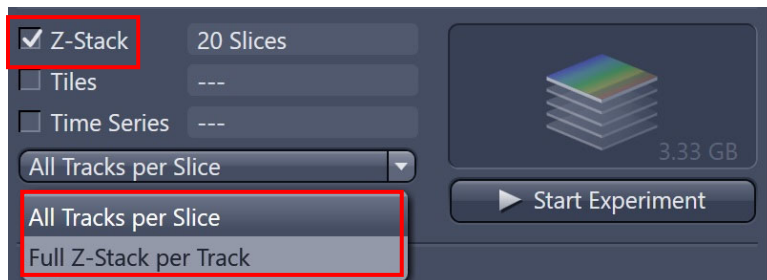 Z-Stack 20 Slices
Tiles ---
Time Series ---
3.33 GB
All Tracks per Slice
Start Experiment
All Tracks per Slice
Full Z-Stack per Track